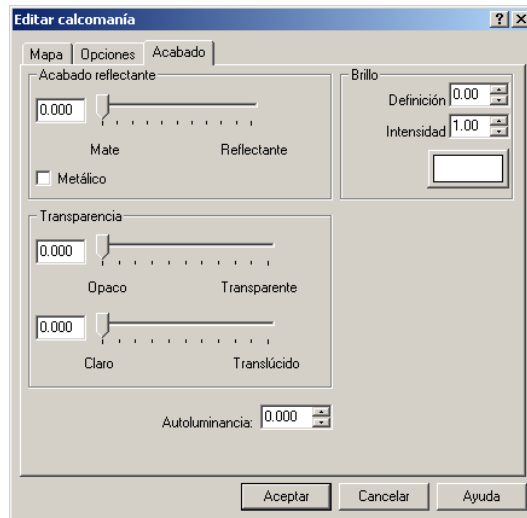 Editar calcomanía
Mapa Opciones Acabado
Acabado reflectante
0.000
Mate Reflectante
Metálico
Brillo
Definición 0.00
Intensidad 1.00
Transparencia
0.000
Opaco Transparente
0.000
Claro Translúcido
Autoluminancia: 0.000
Aceptar Cancelar Ayuda